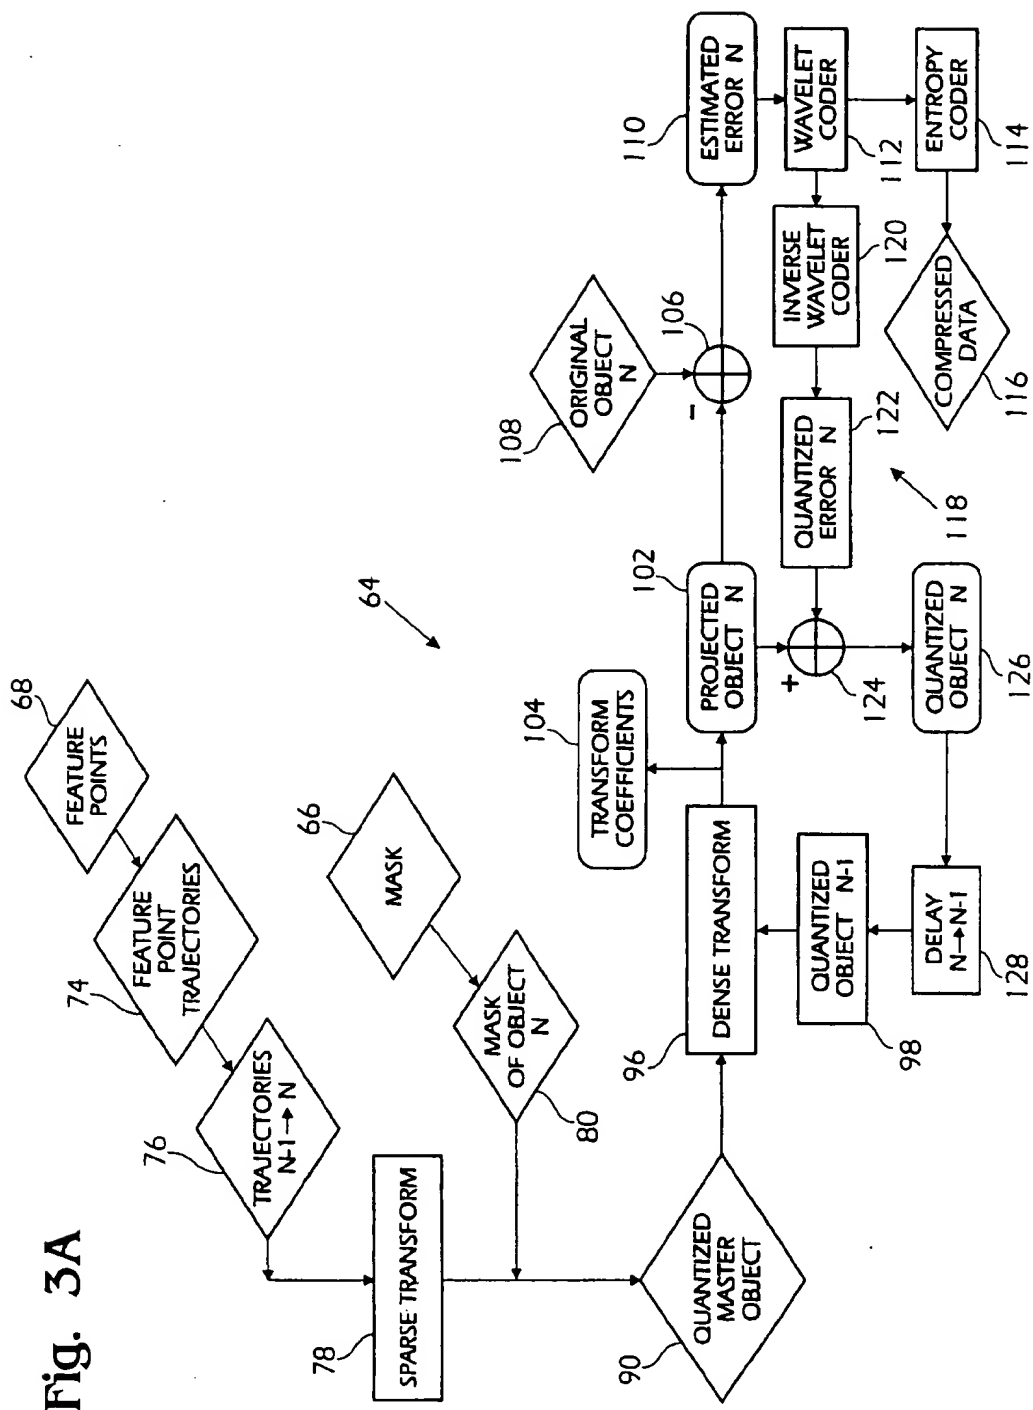 Fig. 3A
68
FEATURE
POINTS
74
FEATURE
POINT
TRAJECTORIES
76
TRAJECTORIES
N-1→N
78
SPARSE TRANSFORM
66
MASK
80
MASK
OF OBJECT
N
90
QUANTIZED
MASTER
OBJECT
64
96
DENSE TRANSFORM
104
TRANSFORM
COEFFICIENTS
102
PROJECTED
OBJECT N
108
ORIGINAL
OBJECT
N
-
106
110
ESTIMATED
ERROR N
WAVELET
CODER
112
ENTROPY
CODER
114
INVERSE
WAVELET
CODER
120
COMPRESSED
DATA
116
QUANTIZED
ERROR N
122
118
+
124
QUANTIZED
OBJECT N
126
DELAY
N→N-1
128
QUANTIZED
OBJECT N-1
98